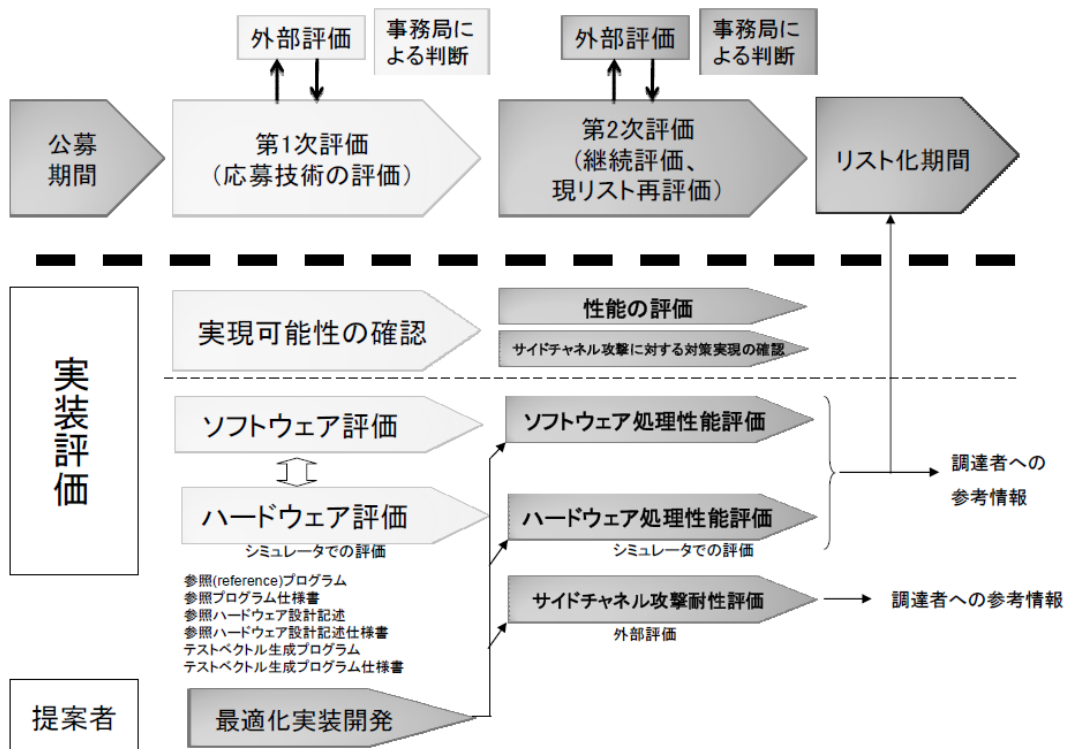 外部評価
事務局に
よる判断
外部評価
事務局に
よる判断
公募
期間
第1次評価
（応募技術の評価）
第2次評価
（継続評価、
現リスト再評価）
リスト化期間
実装評価
実現可能性の確認
性能の評価
サイドチャネル攻撃に対する対策実現の確認
ソフトウェア評価
ソフトウェア処理性能評価
ハードウェア評価
シミュレータでの評価
ハードウェア処理性能評価
シミュレータでの評価
調達者への
参考情報
参照(reference)プログラム
参照プログラム仕様書
参照ハードウェア設計記述
参照ハードウェア設計記述仕様書
テストベクトル生成プログラム
テストベクトル生成プログラム仕様書
サイドチャネル攻撃耐性評価
外部評価
調達者への参考情報
提案者
最適化実装開発